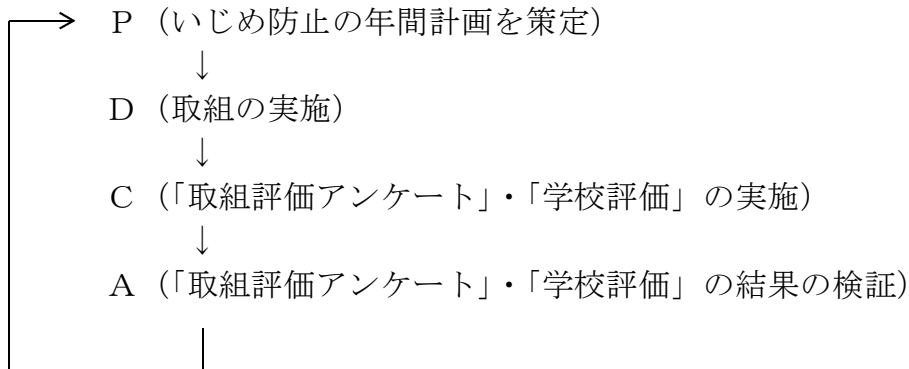 P（いじめ防止の年間計画を策定）
↓
D（取組の実施）
↓
C（「取組評価アンケート」・「学校評価」の実施）
↓
A（「取組評価アンケート」・「学校評価」の結果の検証）